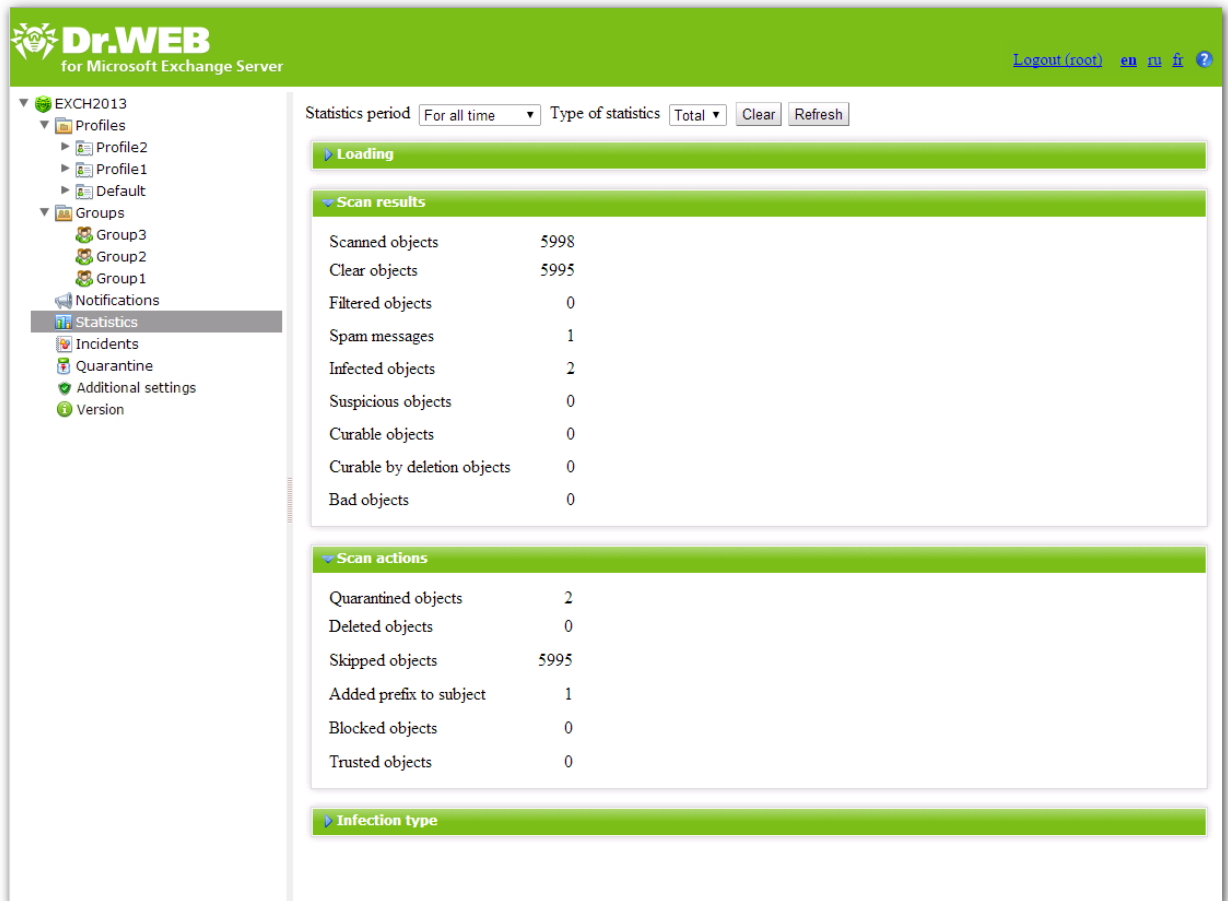 Dr.WEB
for Microsoft Exchange Server
Logout (root) en ru fr ?
EXCH2013
Profiles
Profile2
Profile1
Default
Groups
Group3
Group2
Group1
Notifications
Statistics
Incidents
Quarantine
Additional settings
Version
Statistics period For all time Type of statistics Total Clear Refresh
Loading
Scan results
Scanned objects 5998
Clear objects 5995
Filtered objects 0
Spam messages 1
Infected objects 2
Suspicious objects 0
Curable objects 0
Curable by deletion objects 0
Bad objects 0
Scan actions
Quarantined objects 2
Deleted objects 0
Skipped objects 5995
Added prefix to subject 1
Blocked objects 0
Trusted objects 0
Infection type